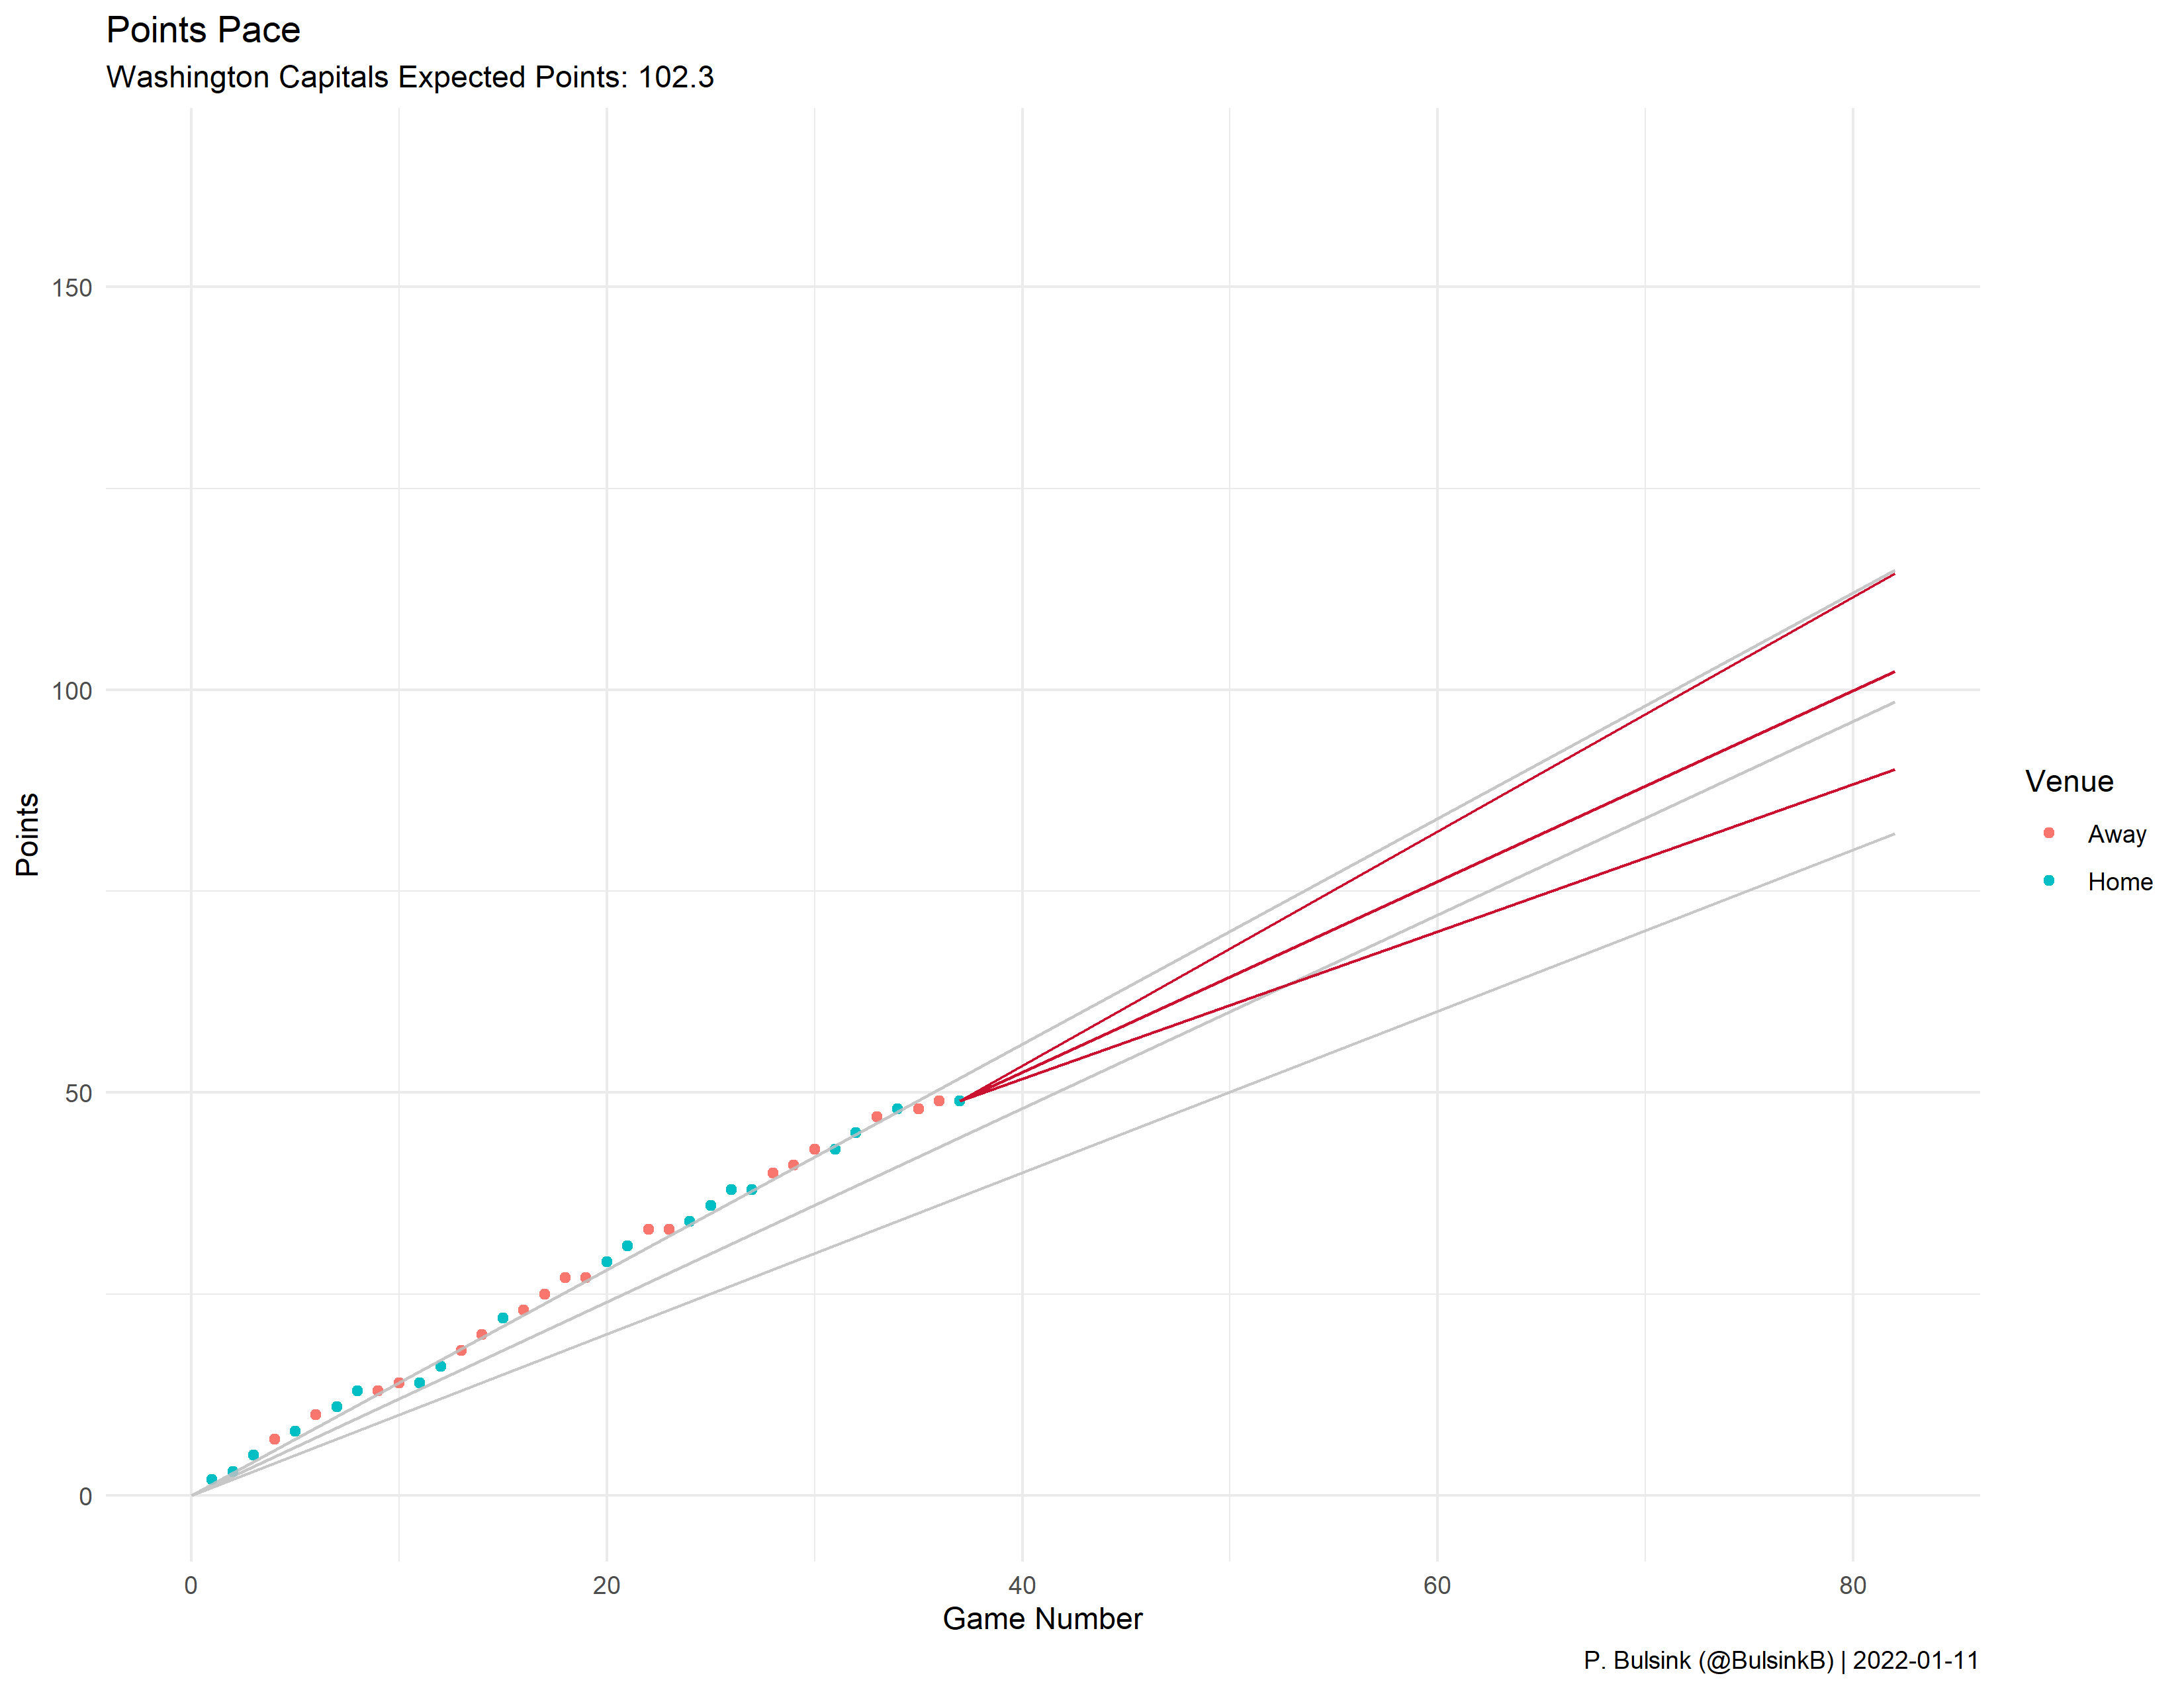 Points Pace
Washington Capitals Expected Points: 102.3
150
100
50
0
Points
0 20 40 60 80
Game Number
Venue
Away
Home
P. Bulsink (@BulsinkB) | 2022-01-11